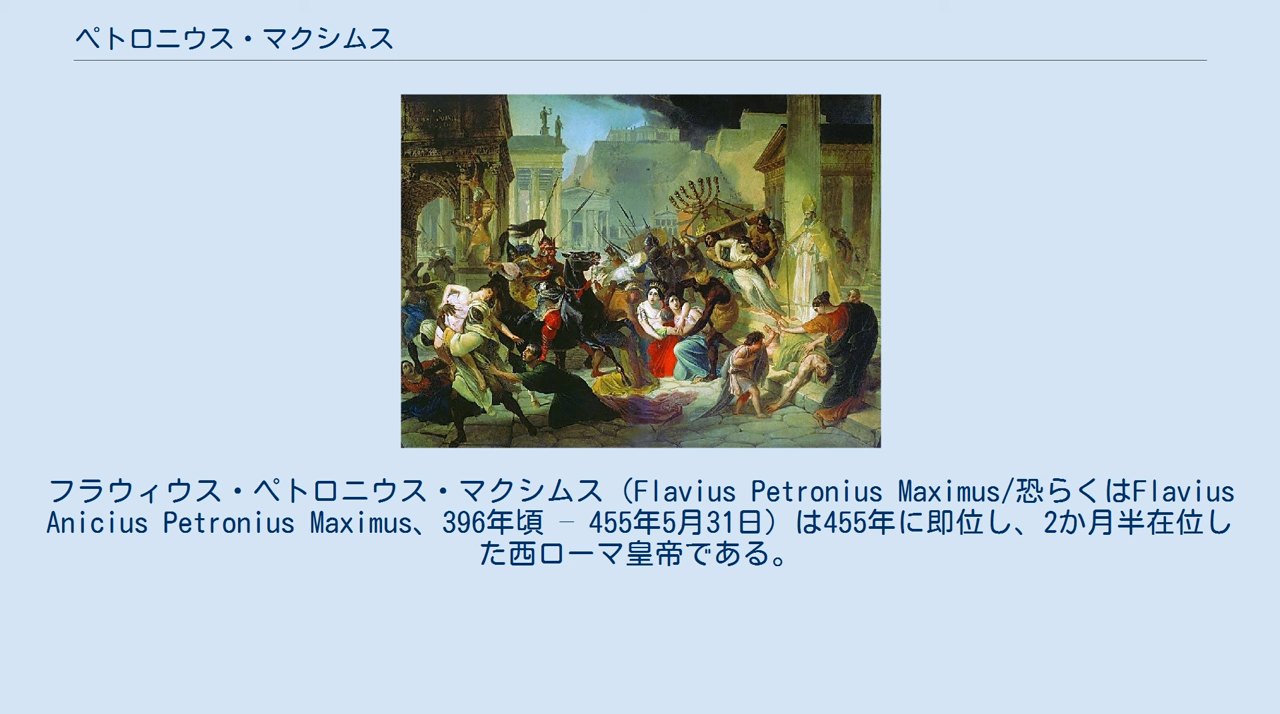 ペトロニウス・マクシムス
フラウィウス・ペトロニウス・マクシムス（Flavius Petronius Maximus/恐らくはFlavius
Anicius Petronius Maximus、396年頃 – 455年5月31日）は455年に即位し、2か月半在位し
た西ローマ皇帝である。